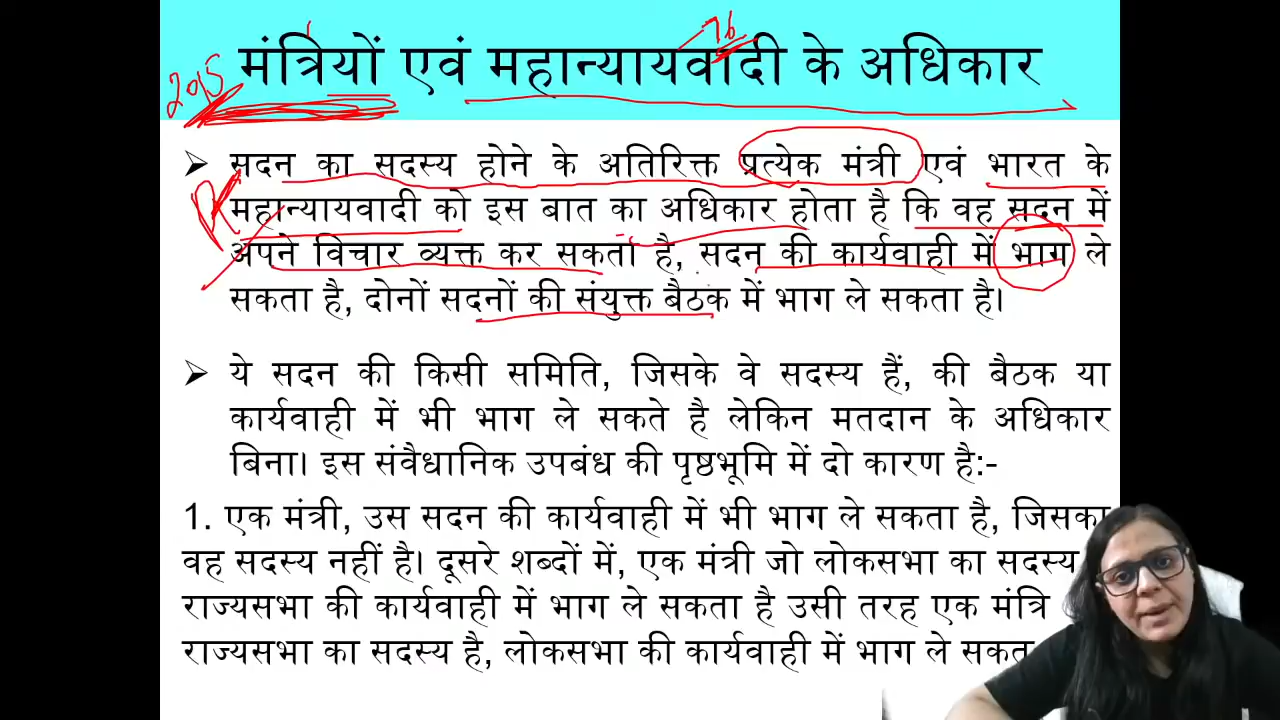 मंत्रियों एवं महान्यायवादी के अधिकार
76
2015
➤ सदन का सदस्य होने के अतिरिक्त प्रत्येक मंत्री एवं भारत के
महान्यायवादी को इस बात का अधिकार होता है कि वह सदन में
अपने विचार व्यक्त कर सकता है, सदन की कार्यवाही में भाग ले
सकता है, दोनों सदनों की संयुक्त बैठक में भाग ले सकता है।
➤ ये सदन की किसी समिति, जिसके वे सदस्य हैं, की बैठक या
कार्यवाही में भी भाग ले सकते है लेकिन मतदान के अधिकार
बिना। इस संवैधानिक उपबंध की पृष्ठभूमि में दो कारण है:-
1. एक मंत्री, उस सदन की कार्यवाही में भी भाग ले सकता है, जिसका
वह सदस्य नहीं है। दूसरे शब्दों में, एक मंत्री जो लोकसभा का सदस्य
राज्यसभा की कार्यवाही में भाग ले सकता है उसी तरह एक मंत्रि
राज्यसभा का सदस्य है, लोकसभा की कार्यवाही में भाग ले सकत